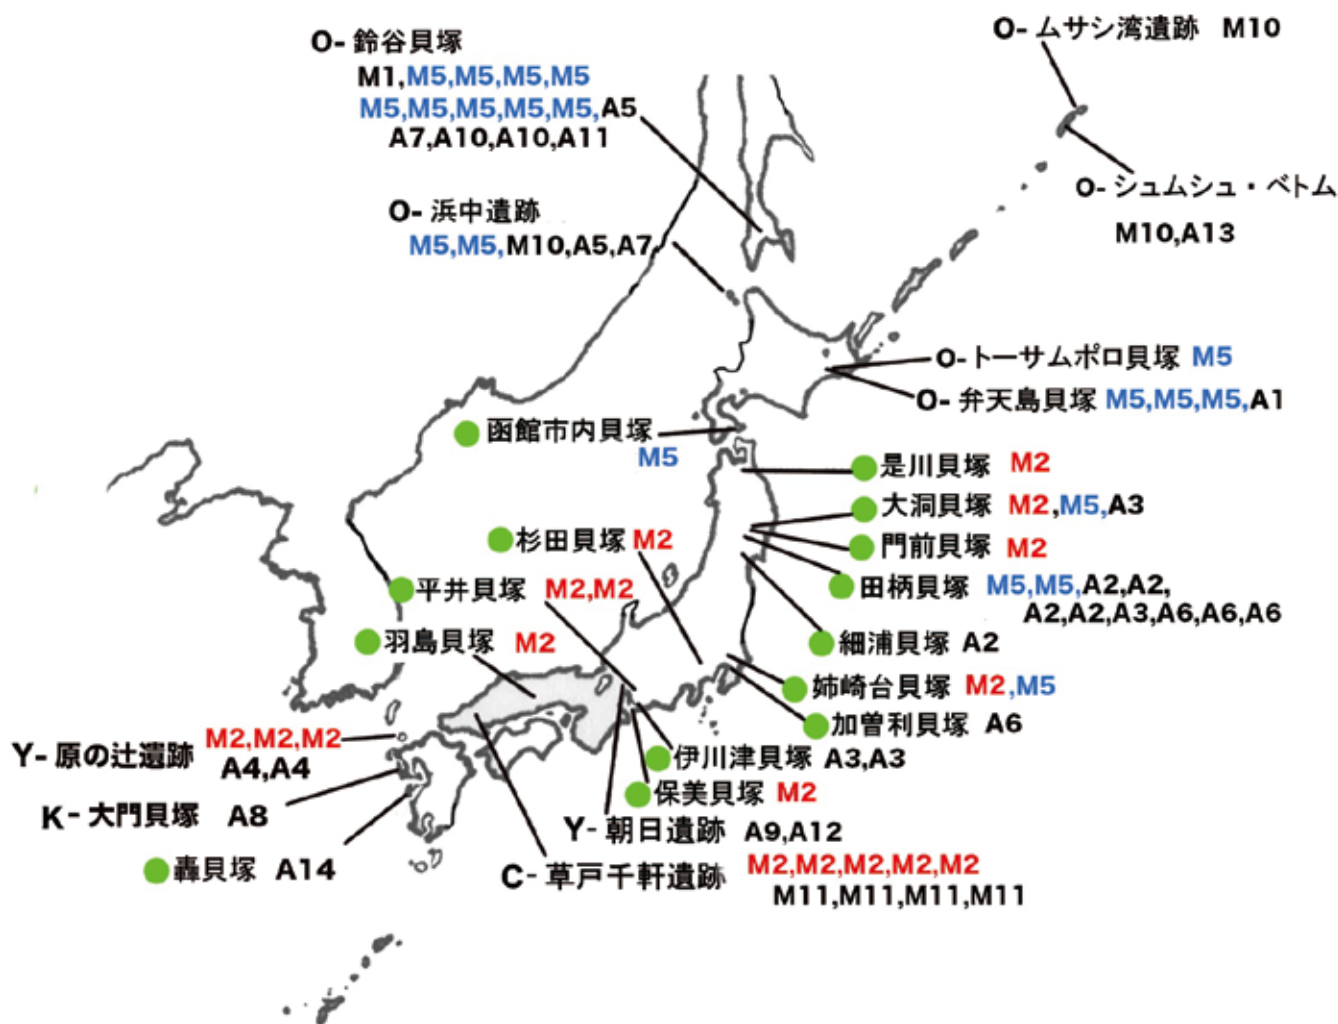 O- 鈴谷貝塚
M1,M5,M5,M5,M5
M5,M5,M5,M5,M5,A5
A7,A10,A10,A11
O- ムサシ湾遺跡 M10
O- シュムシュ・ベトム
M10,A13
O- 浜中遺跡
M5,M5,M10,A5,A7
O- トーサムポロ貝塚 M5
O- 弁天島貝塚 M5,M5,M5,A1
函館市内貝塚
M5
是川貝塚 M2
大洞貝塚 M2,M5,A3
門前貝塚 M2
田柄貝塚 M5,M5,A2,A2,
A2,A2,A3,A6,A6,A6
細浦貝塚 A2
杉田貝塚 M2
平井貝塚 M2,M2
羽島貝塚 M2
姉崎台貝塚 M2,M5
加曽利貝塚 A6
伊川津貝塚 A3,A3
保美貝塚 M2
Y- 原の辻遺跡 M2,M2,M2
A4,A4
K- 大門貝塚 A8
轟貝塚 A14
Y- 朝日遺跡 A9,A12
C- 草戸千軒遺跡 M2,M2,M2,M2,M2
M11,M11,M11,M11